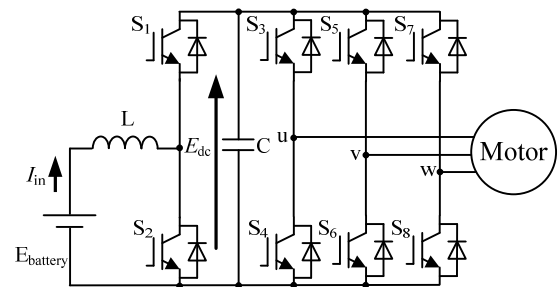 S1 S3 S5 S7
L
Edc
C
u
v
w
Motor
Iin
S2 S4 S6 S8
Ebattery